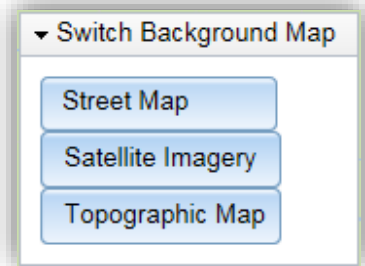 Switch Background Map
Street Map
Satellite Imagery
Topographic Map